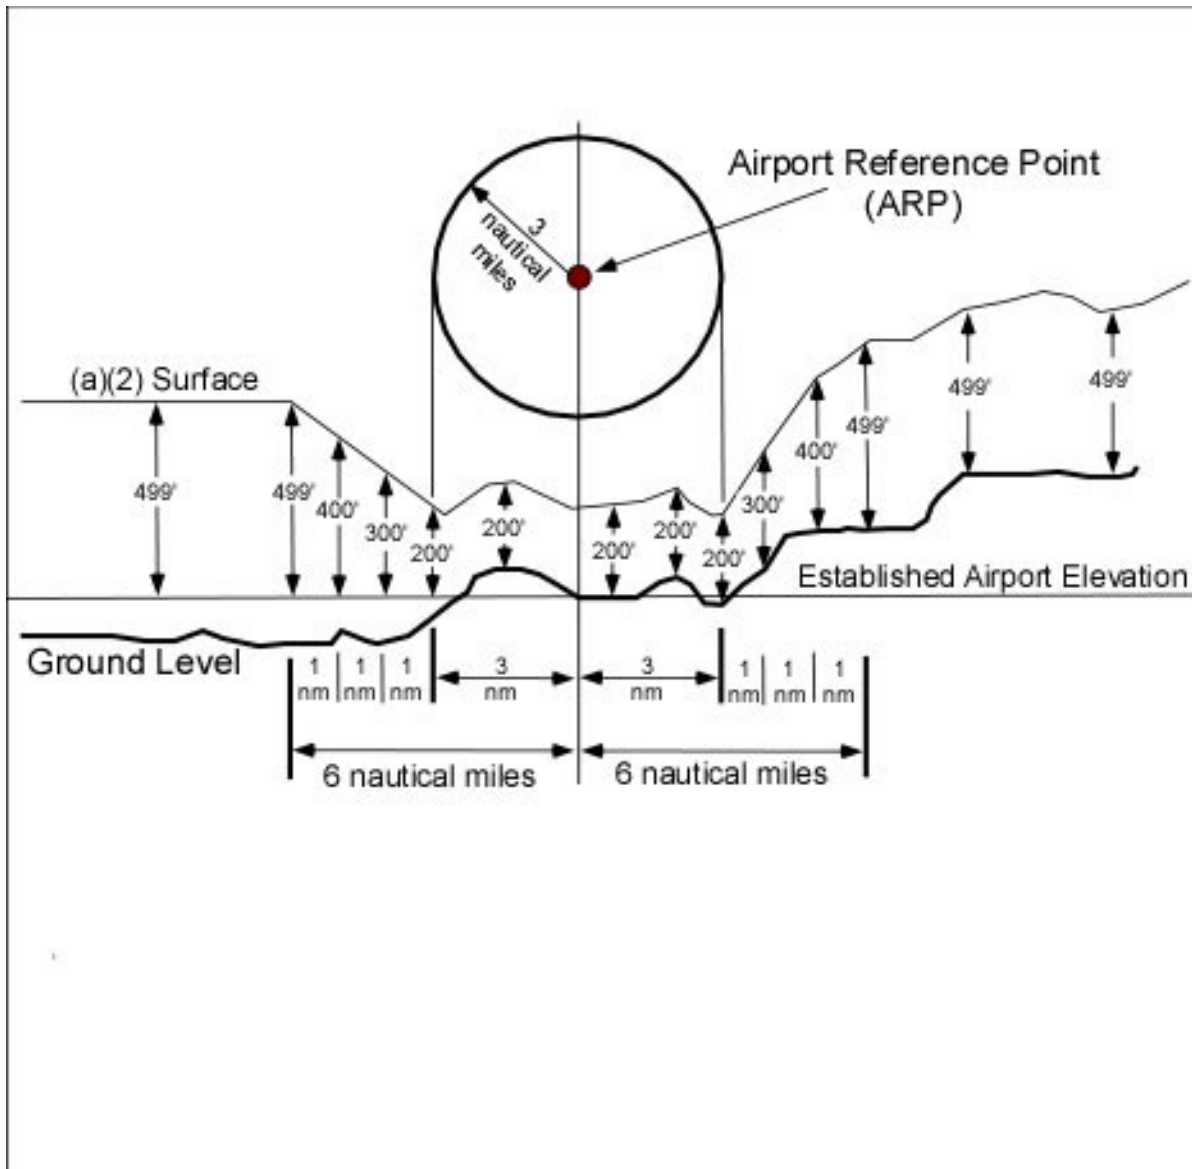 Airport Reference Point
(ARP)
3
nautical
miles
(a)(2) Surface
499'
499'
400'
300'
200'
200'
200'
200'
200'
300'
400'
499'
499'
499'
Established Airport Elevation
Ground Level
1
nm
1
nm
1
nm
3
nm
3
nm
1
nm
1
nm
1
nm
6 nautical miles
6 nautical miles